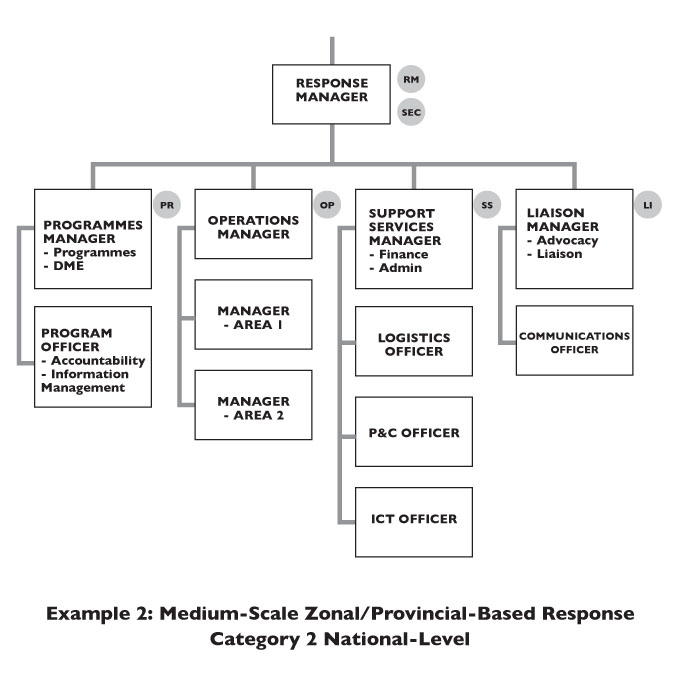 RESPONSE
MANAGER
RM
SEC
PROGRAMMES
MANAGER
- Programmes
- DME
PR
PROGRAM
OFFICER
- Accountability
- Information
Management
OPERATIONS
MANAGER
OP
MANAGER
- AREA 1
MANAGER
- AREA 2
SUPPORT
SERVICES
MANAGER
- Finance
- Admin
SS
LOGISTICS
OFFICER
P&C OFFICER
ICT OFFICER
LIAISON
MANAGER
- Advocacy
- Liaison
LI
COMMUNICATIONS
OFFICER
Example 2: Medium-Scale Zonal/Provincial-Based Response
Category 2 National-Level